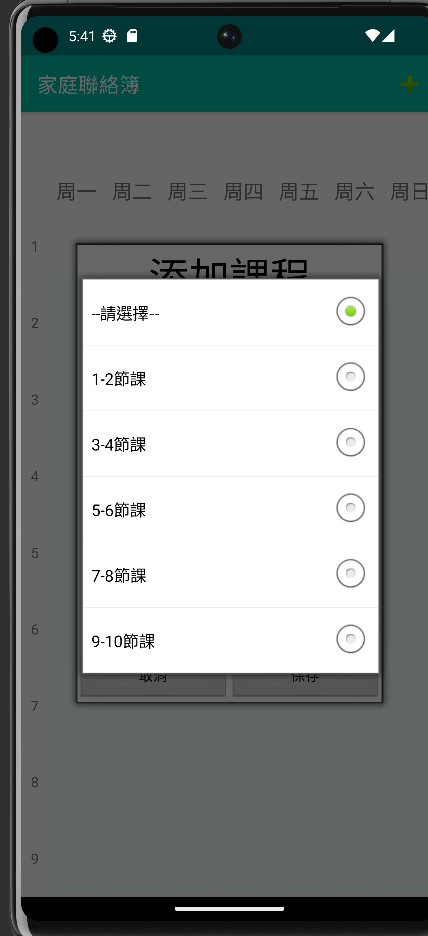 5:41
家庭聯絡簿
周一 周二 周三 周四 周五 周六 周日
1
添加課程
--請選擇--
2
1-2節課
3
3-4節課
4
5-6節課
5
7-8節課
6
9-10節課
取消 保存
7
8
9